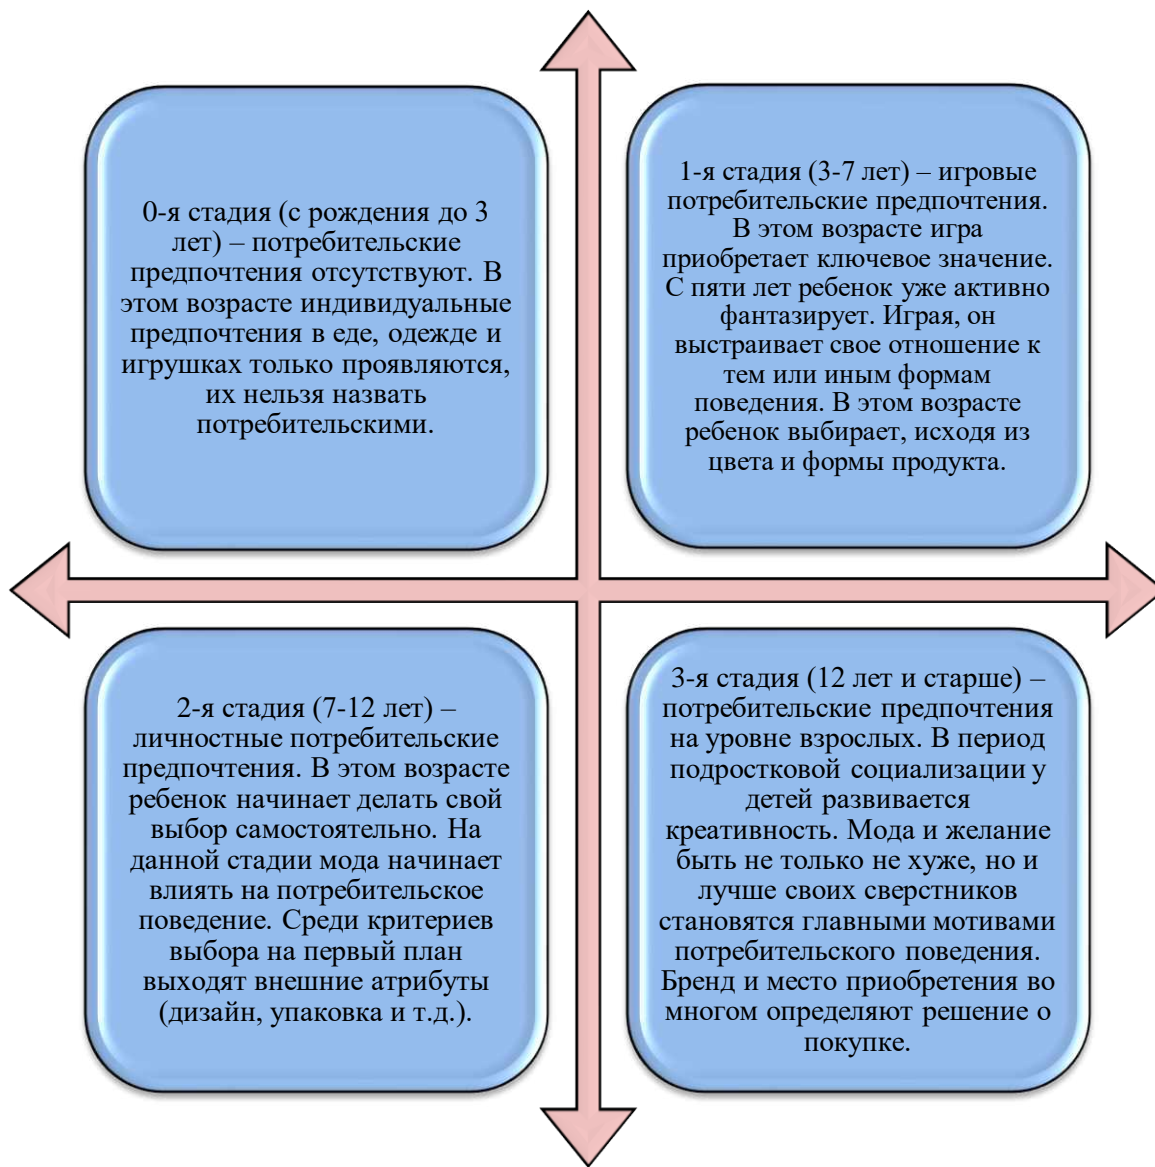 0-я стадия (с рождения до 3
лет) – потребительские
предпочтения отсутствуют. В
этом возрасте индивидуальные
предпочтения в еде, одежде и
игрушках только проявляются,
их нельзя назвать
потребительскими.
1-я стадия (3-7 лет) – игровые
потребительские предпочтения.
В этом возрасте игра
приобретает ключевое значение.
С пяти лет ребенок уже активно
фантазирует. Играя, он
выстраивает свое отношение к
тем или иным формам
поведения. В этом возрасте
ребенок выбирает, исходя из
цвета и формы продукта.
2-я стадия (7-12 лет) –
личностные потребительские
предпочтения. В этом возрасте
ребенок начинает делать свой
выбор самостоятельно. На
данной стадии мода начинает
влиять на потребительское
поведение. Среди критериев
выбора на первый план
выходят внешние атрибуты
(дизайн, упаковка и т.д.).
3-я стадия (12 лет и старше) –
потребительские предпочтения
на уровне взрослых. В период
подростковой социализации у
детей развивается
креативность. Мода и желание
быть не только не хуже, но и
лучше своих сверстников
становятся главными мотивами
потребительского поведения.
Бренд и место приобретения во
многом определяют решение о
покупке.